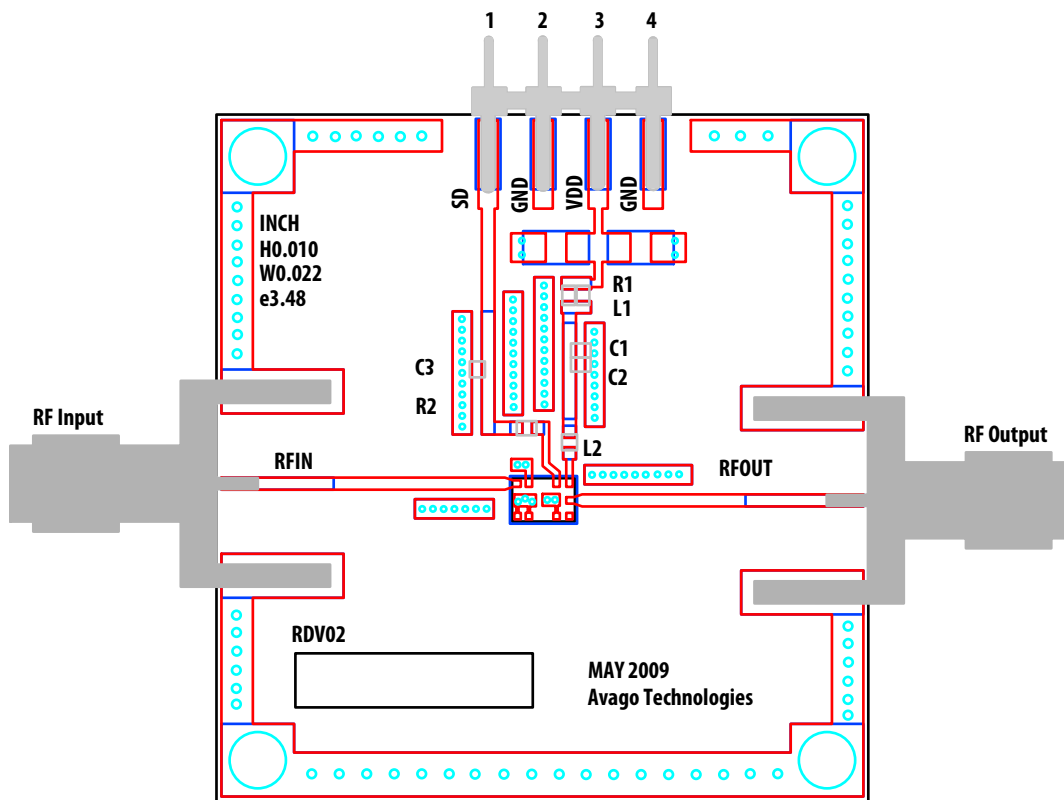 1 2 3 4
SD
GND
VDD
GND
INCH
H0.010
W0.022
e3.48
R1
L1
C1
C2
C3
R2
L2
RF Input
RFIN
RFOUT
RF Output
RDV02
MAY 2009
Avago Technologies